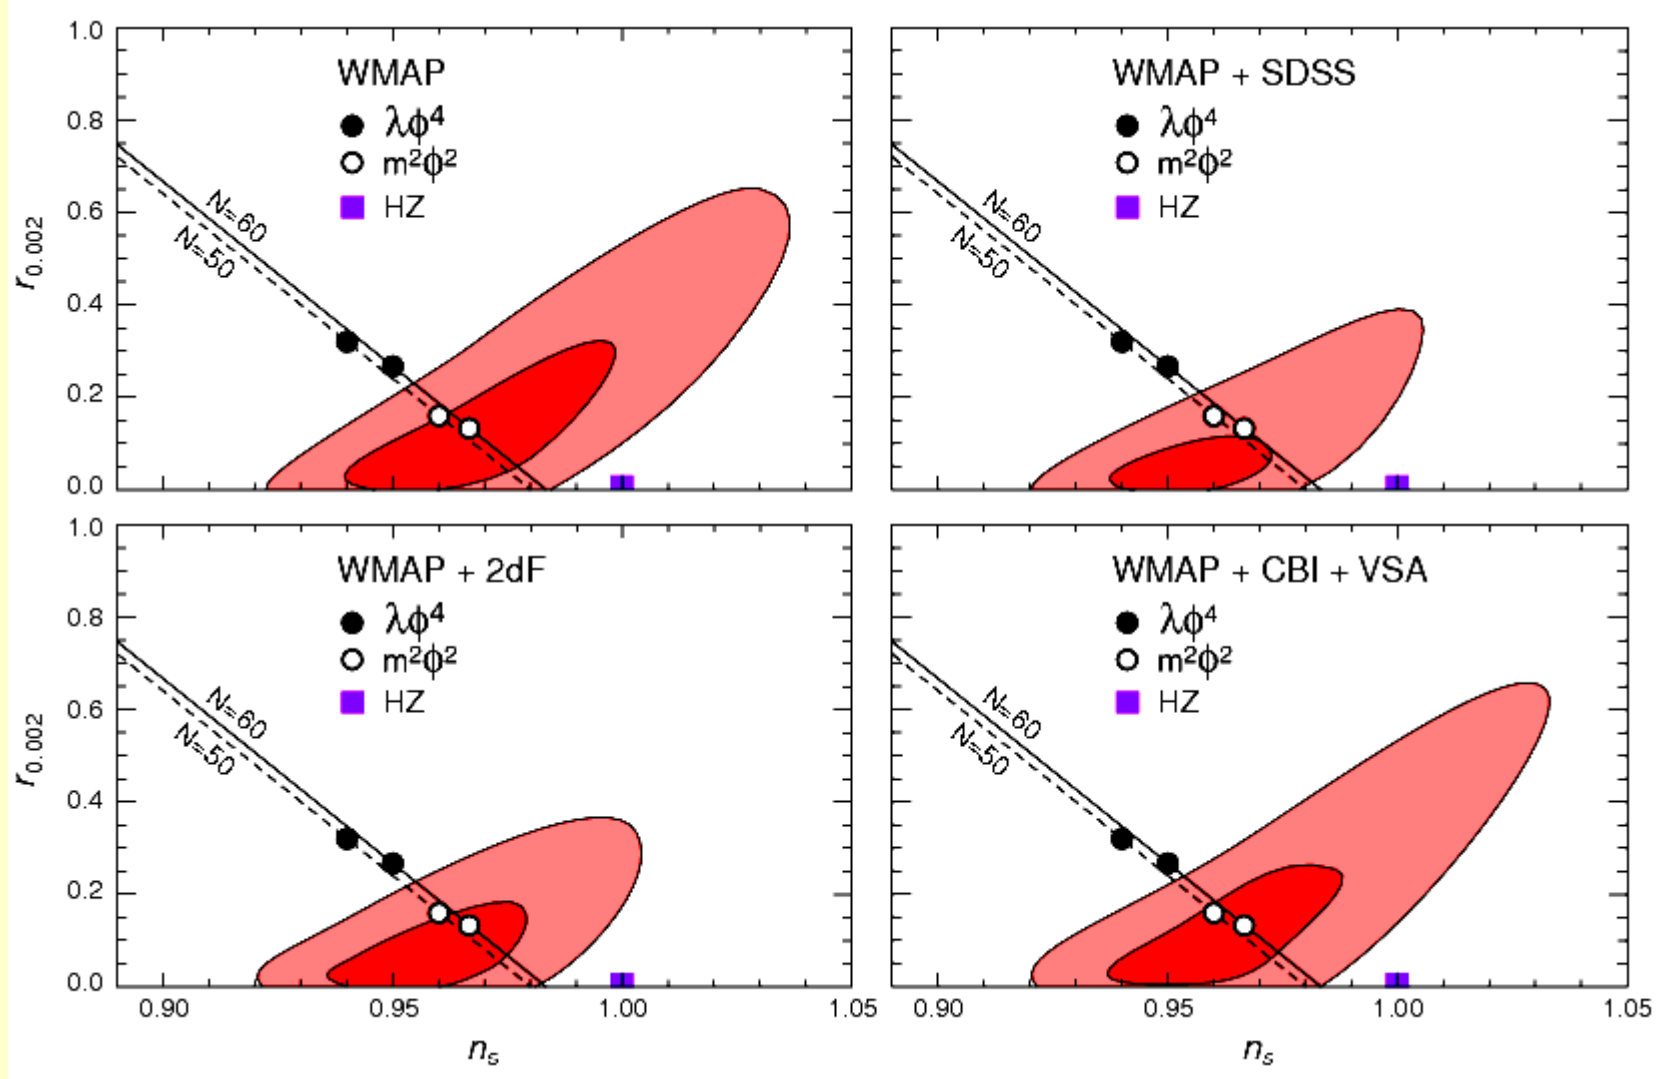 1.0
0.8
0.6
0.4
0.2
0.0
r0.002
WMAP
λϕ⁴
m²ϕ²
HZ
N=60
N=50
WMAP + SDSS
λϕ⁴
m²ϕ²
HZ
N=60
N=50
1.0
0.8
0.6
0.4
0.2
0.0
r0.002
WMAP + 2dF
λϕ⁴
m²ϕ²
HZ
N=60
N=50
0.90 0.95 1.00 1.05
ns
WMAP + CBI + VSA
λϕ⁴
m²ϕ²
HZ
N=60
N=50
0.90 0.95 1.00 1.05
ns